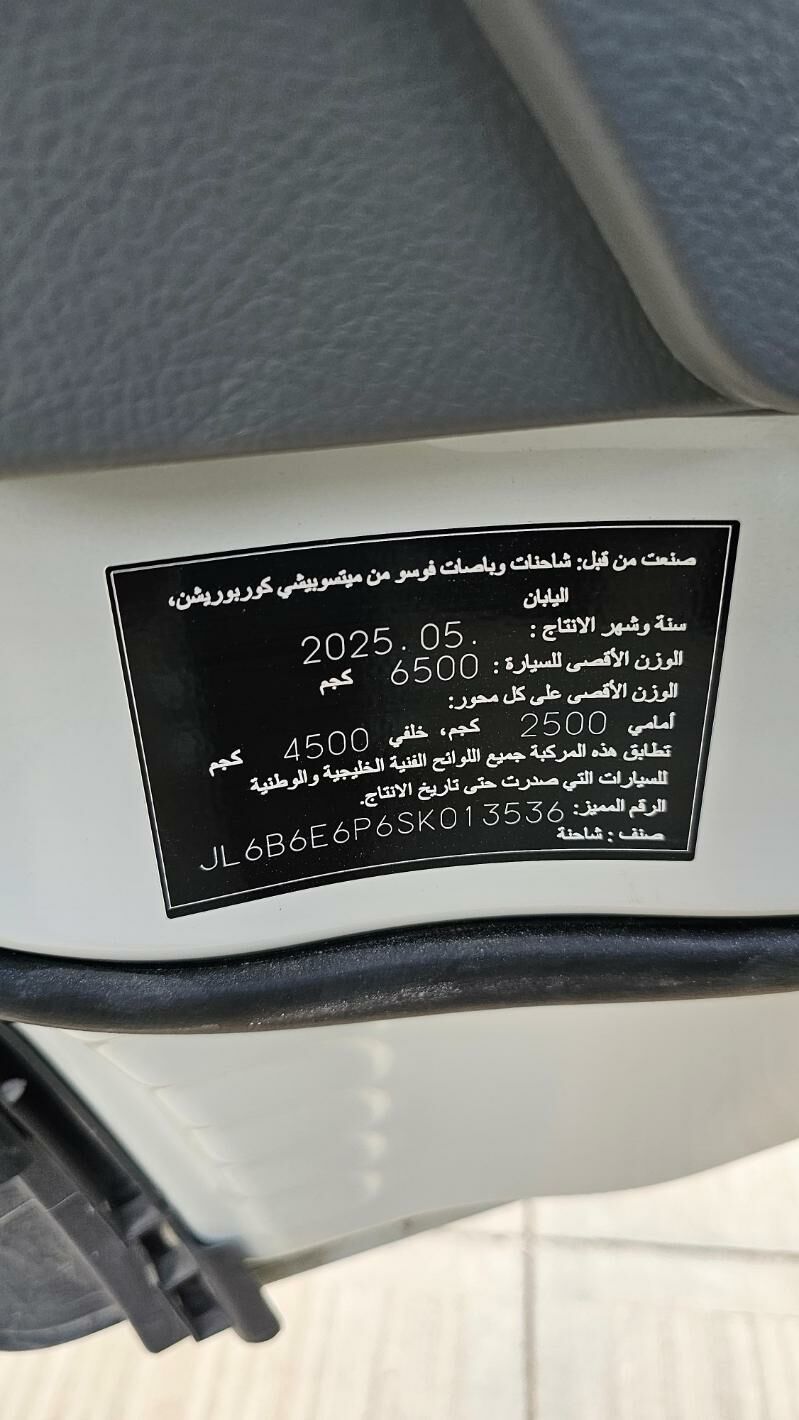 صنعت من قبل: شاحنات وباصات فوسو من ميتسوبيشي كوربوريشن،
اليابان
سنة وشهر الانتاج : 2025.05.
الوزن الأقصى للسيارة : 6500 كجم
الوزن الأقصى على كل محور:
أمامي 2500 كجم، خلفي 4500 كجم
تطابق هذه المركبة جميع اللوائح الفنية الخليجية والوطنية
للسيارات التي صدرت حتى تاريخ الانتاج.
الرقم المميز: JL6B6E6P6SK013536
صنف : شاحنة